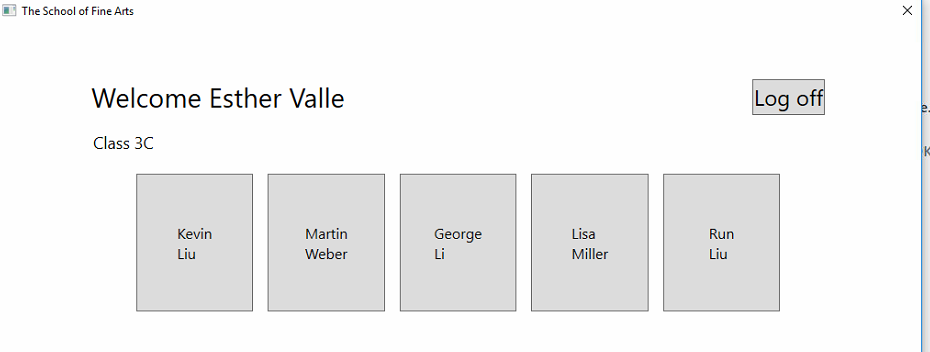 The School of Fine Arts
Welcome Esther Valle
Log off
Class 3C
Kevin
Liu
Martin
Weber
George
Li
Lisa
Miller
Run
Liu